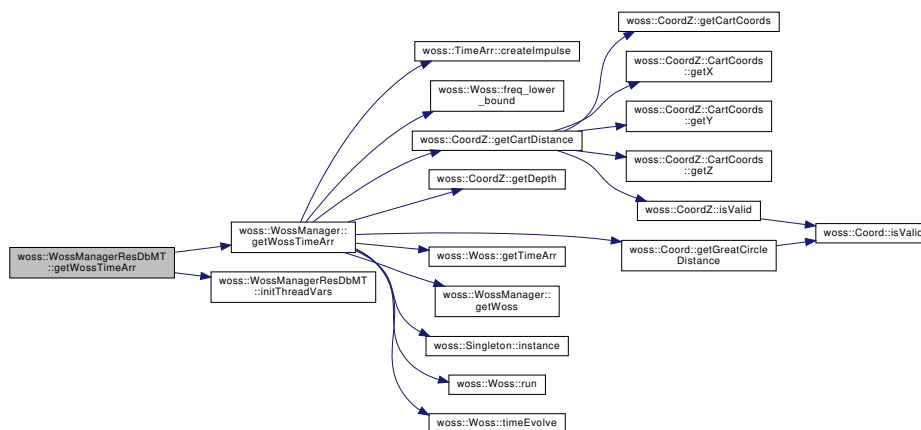 woss::WossManagerResDbMT
::getWossTimeArr
woss::WossManager::
getWossTimeArr
woss::WossManagerResDbMT
::initThreadVars
woss::TimeArr::createImpulse
woss::Woss::freq_lower
_bound
woss::CoordZ::getCartDistance
woss::CoordZ::getDepth
woss::Woss::getTimeArr
woss::WossManager::
getWoss
woss::Singleton::instance
woss::Woss::run
woss::Woss::timeEvolve
woss::CoordZ::getCartCoords
woss::CoordZ::CartCoords
::getX
woss::CoordZ::CartCoords
::getY
woss::CoordZ::CartCoords
::getZ
woss::CoordZ::isValid
woss::Coord::getGreatCircle
Distance
woss::Coord::isValid